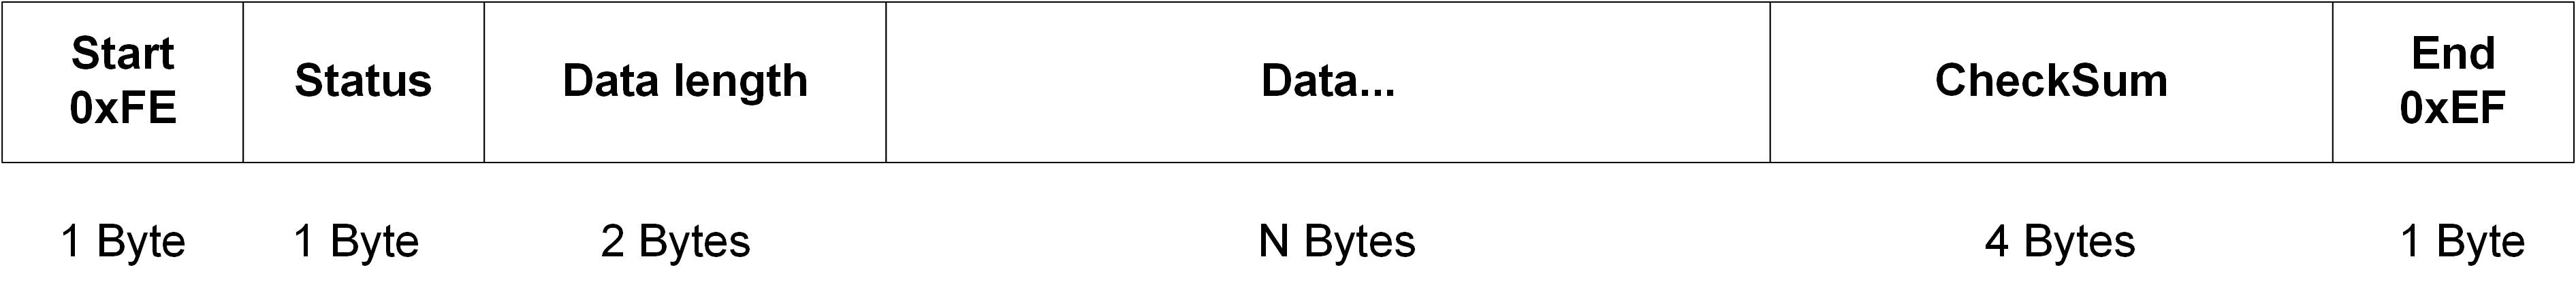 Start
0xFE
Status
Data length
Data...
CheckSum
End
0xEF
1 Byte
1 Byte
2 Bytes
N Bytes
4 Bytes
1 Byte